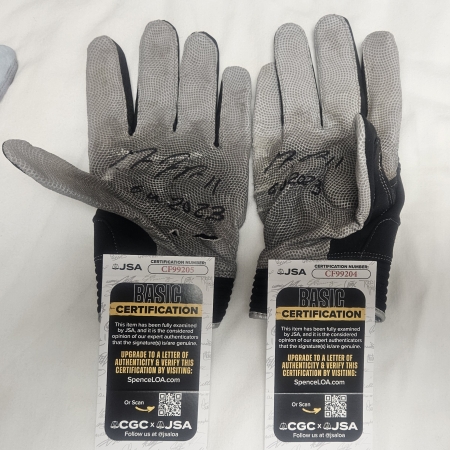 11
2023
11
2023
JSA CERTIFICATION NUMBER:
CF99205
BASIC
CERTIFICATION
This item has been fully examined
by JSA, and it is the considered
opinion of our expert authenticators
that the signature(s) is/are genuine.
UPGRADE TO A LETTER OF
AUTHENTICITY & VERIFY THIS
CERTIFICATION BY VISITING:
SpenceLOA.com
Or Scan
CGC x JSA
Follow us at @jsaloa
JSA CERTIFICATION NUMBER:
CF99204
BASIC
CERTIFICATION
This item has been fully examined
by JSA, and it is the considered
opinion of our expert authenticators
that the signature(s) is/are genuine.
UPGRADE TO A LETTER OF
AUTHENTICITY & VERIFY THIS
CERTIFICATION BY VISITING:
SpenceLOA.com
Or Scan
CGC x JSA
Follow us at @jsaloa